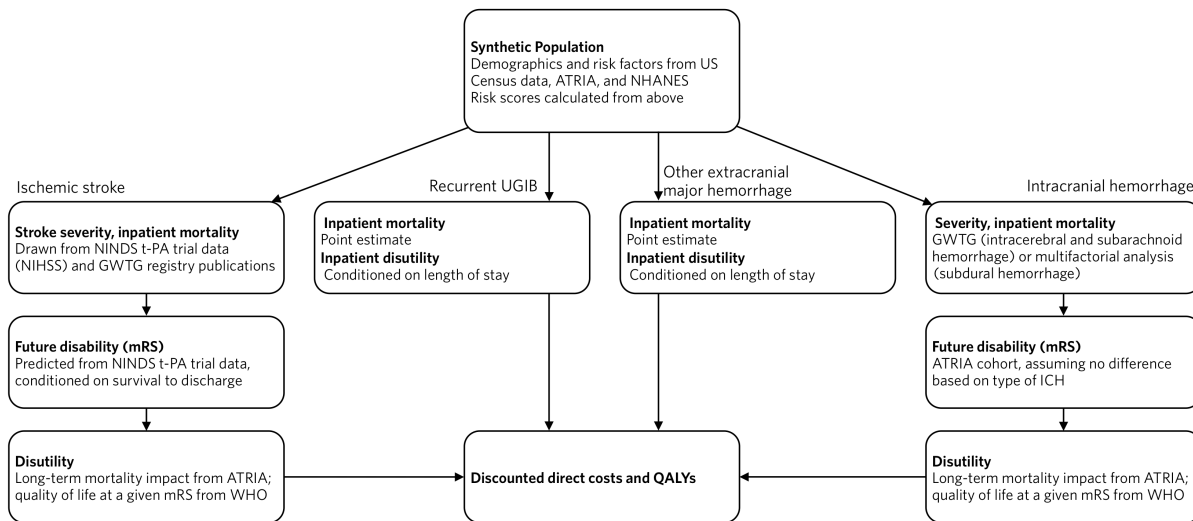 Synthetic Population
Demographics and risk factors from US
Census data, ATRIA, and NHANES
Risk scores calculated from above
Ischemic stroke
Recurrent UGIB
Other extracranial
major hemorrhage
Intracranial hemorrhage
Stroke severity, inpatient mortality
Drawn from NINDS t-PA trial data
(NIHSS) and GWTG registry publications
Inpatient mortality
Point estimate
Inpatient disutility
Conditioned on length of stay
Inpatient mortality
Point estimate
Inpatient disutility
Conditioned on length of stay
Severity, inpatient mortality
GWTG (intracerebral and subarachnoid
hemorrhage) or multifactorial analysis
(subdural hemorrhage)
Future disability (mRS)
Predicted from NINDS t-PA trial data,
conditioned on survival to discharge
Future disability (mRS)
ATRIA cohort, assuming no difference
based on type of ICH
Disutility
Long-term mortality impact from ATRIA;
quality of life at a given mRS from WHO
Discounted direct costs and QALYs
Disutility
Long-term mortality impact from ATRIA;
quality of life at a given mRS from WHO